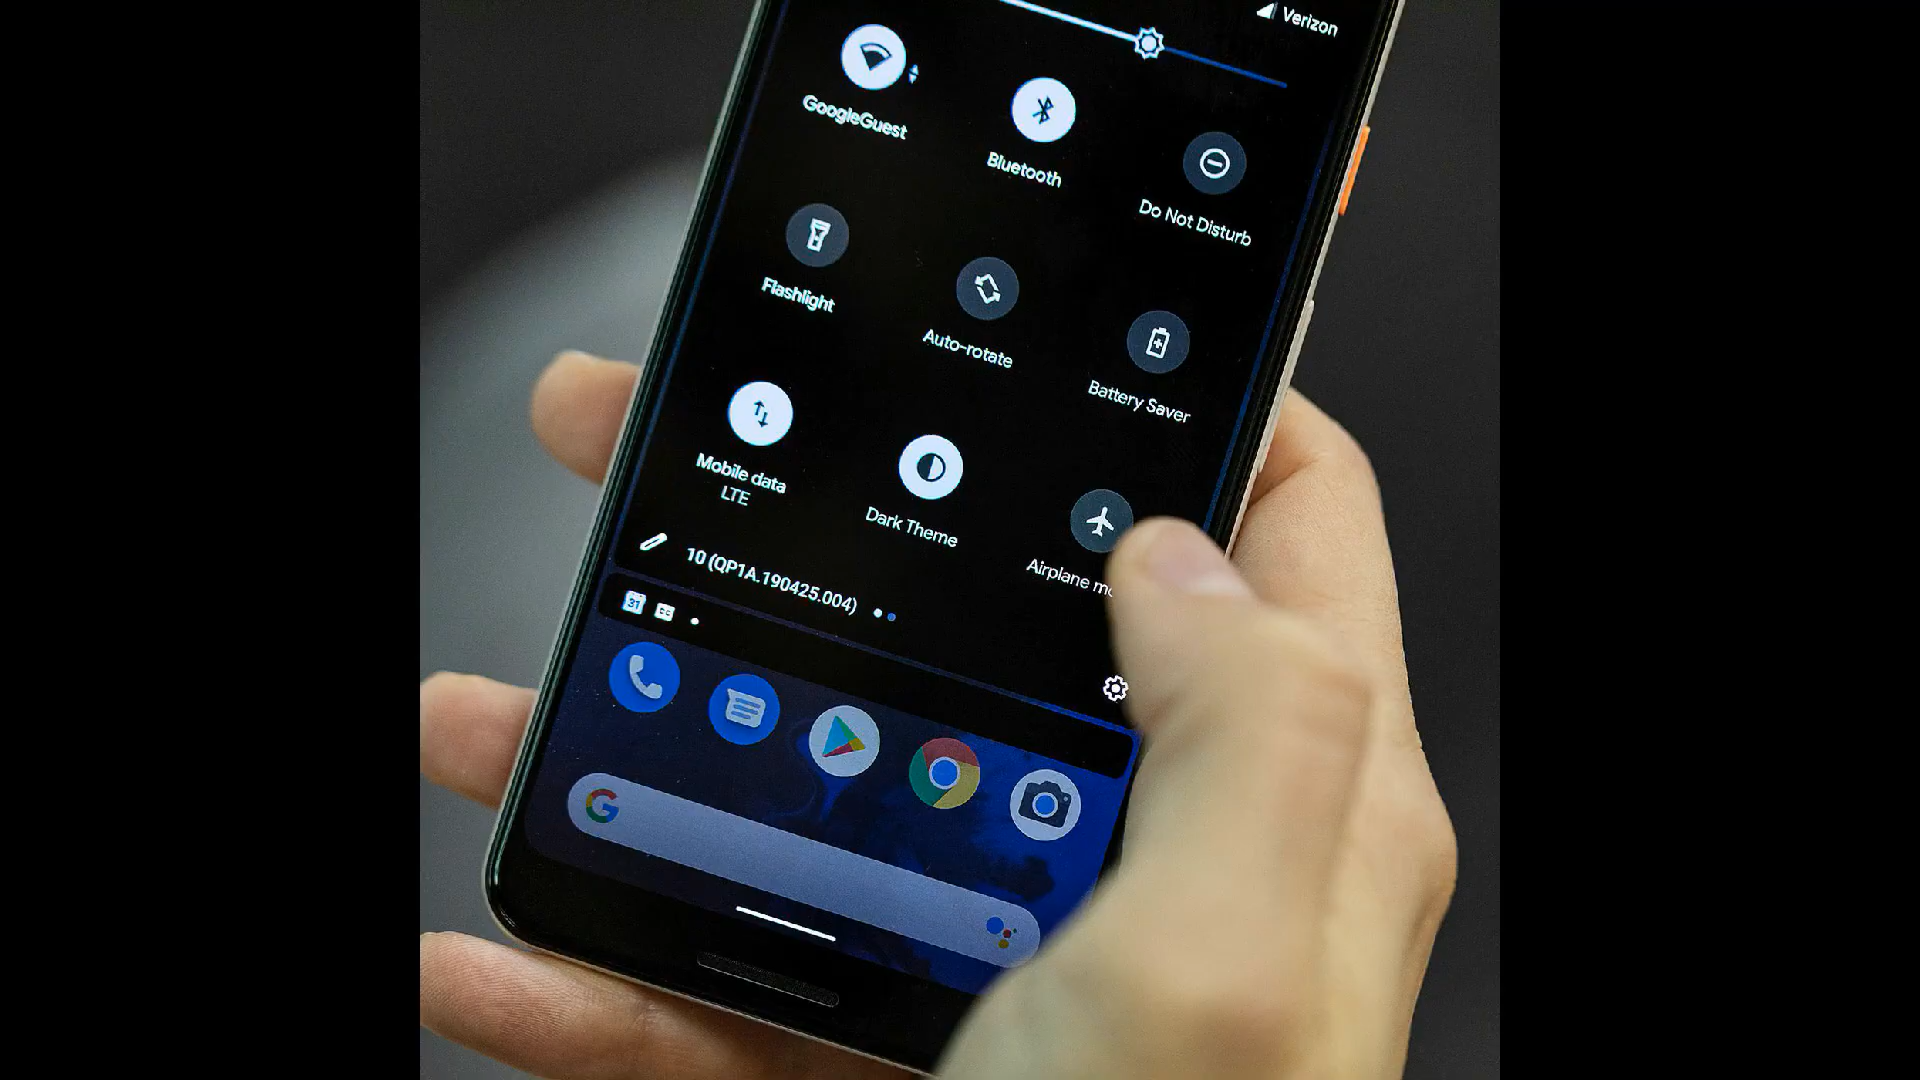 Verizon
GoogleGuest
Bluetooth
Do Not Disturb
Flashlight
Auto-rotate
Battery Saver
Mobile data
LTE
Dark Theme
Airplane mo
10 (QP1A.190425.004)
31
G